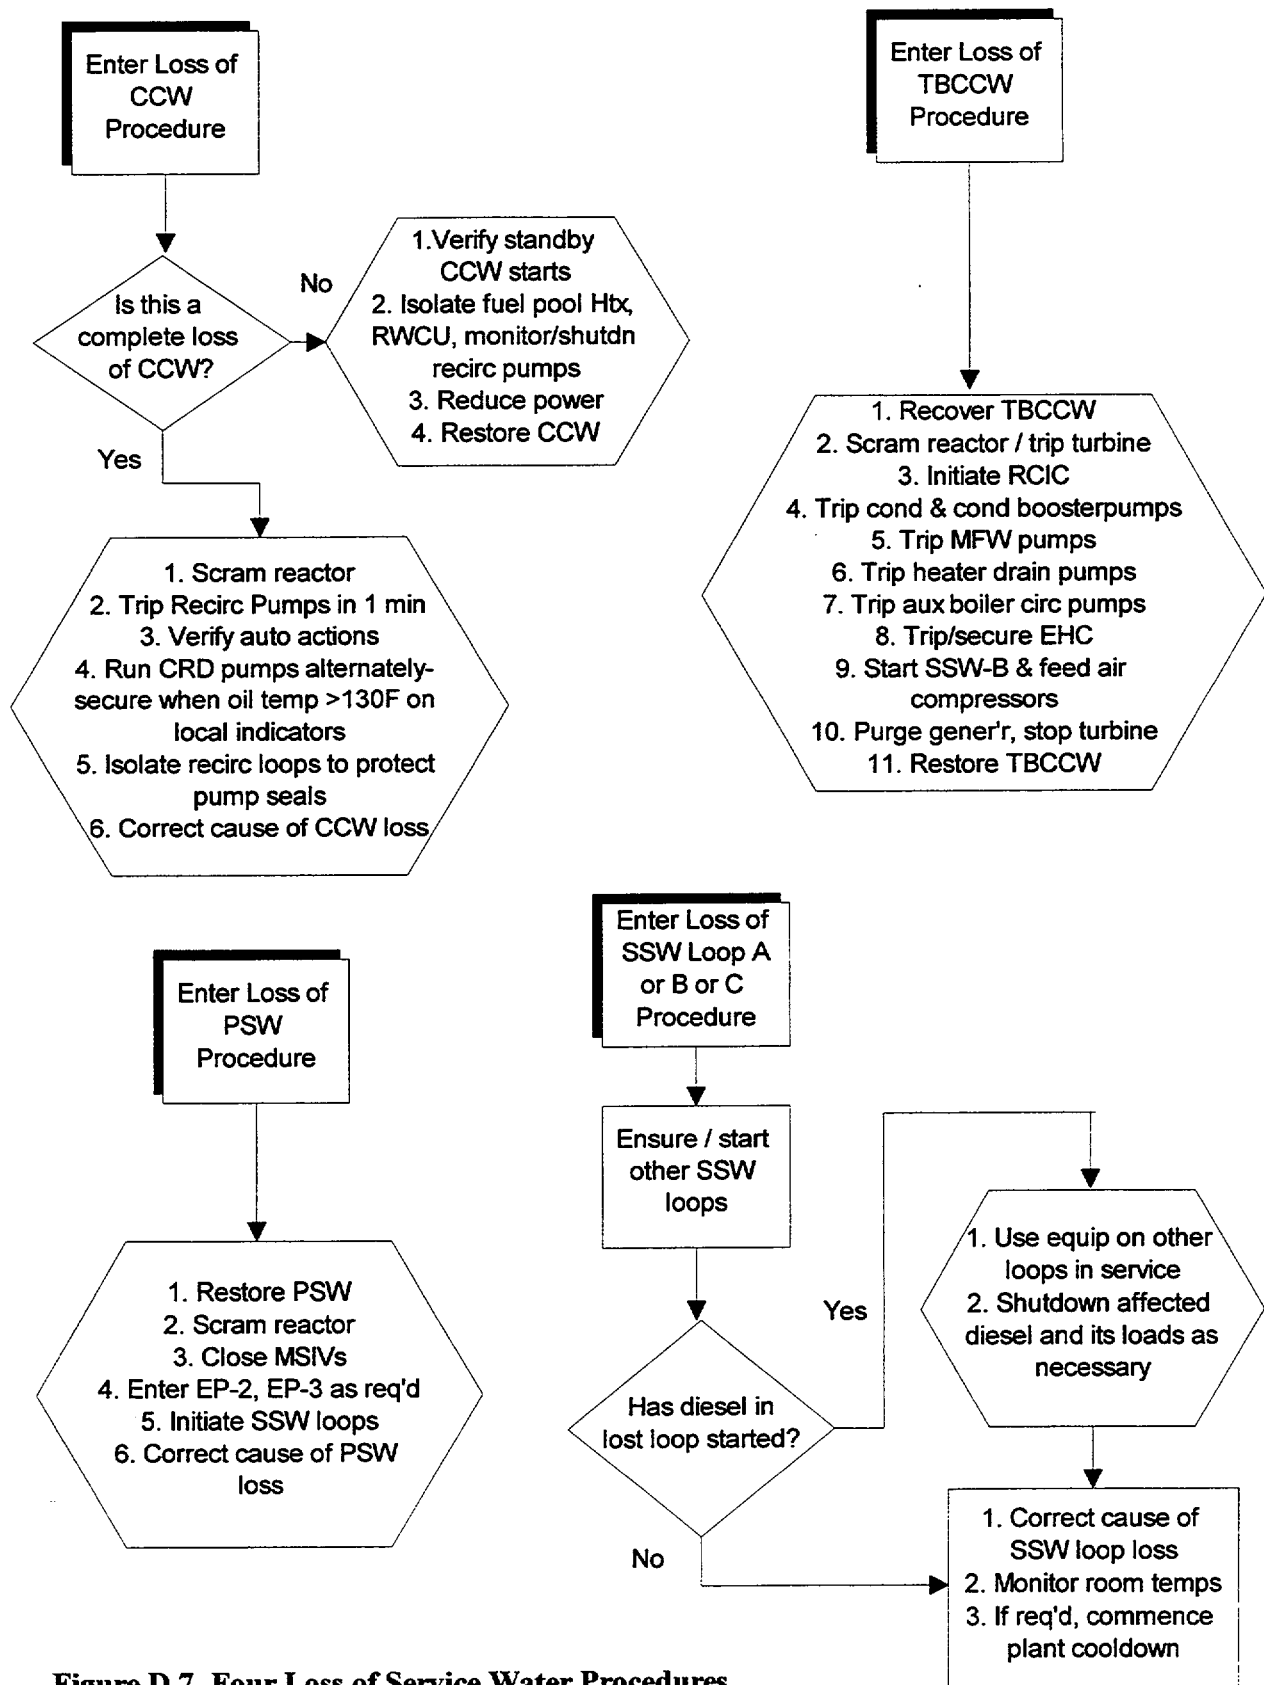 Enter Loss of
CCW
Procedure
Is this a
complete loss
of CCW?
No
1.Verify standby
CCW starts
2. Isolate fuel pool Htx,
RWCU, monitor/shutdn
recirc pumps
3. Reduce power
4. Restore CCW
Yes
1. Scram reactor
2. Trip Recirc Pumps in 1 min
3. Verify auto actions
4. Run CRD pumps alternately-
secure when oil temp >130F on
local indicators
5. Isolate recirc loops to protect
pump seals
6. Correct cause of CCW loss
Enter Loss of
TBCCW
Procedure
1. Recover TBCCW
2. Scram reactor / trip turbine
3. Initiate RCIC
4. Trip cond & cond boosterpumps
5. Trip MFW pumps
6. Trip heater drain pumps
7. Trip aux boiler circ pumps
8. Trip/secure EHC
9. Start SSW-B & feed air
compressors
10. Purge gener'r, stop turbine
11. Restore TBCCW
Enter Loss of
PSW
Procedure
1. Restore PSW
2. Scram reactor
3. Close MSIVs
4. Enter EP-2, EP-3 as req'd
5. Initiate SSW loops
6. Correct cause of PSW
loss
Enter Loss of
SSW Loop A
or B or C
Procedure
Ensure / start
other SSW
loops
Has diesel in
lost loop started?
Yes
1. Use equip on other
loops in service
2. Shutdown affected
diesel and its loads as
necessary
No
1. Correct cause of
SSW loop loss
2. Monitor room temps
3. If req'd, commence
plant cooldown
Figure D.7 Four Loss of Service Water Procedures